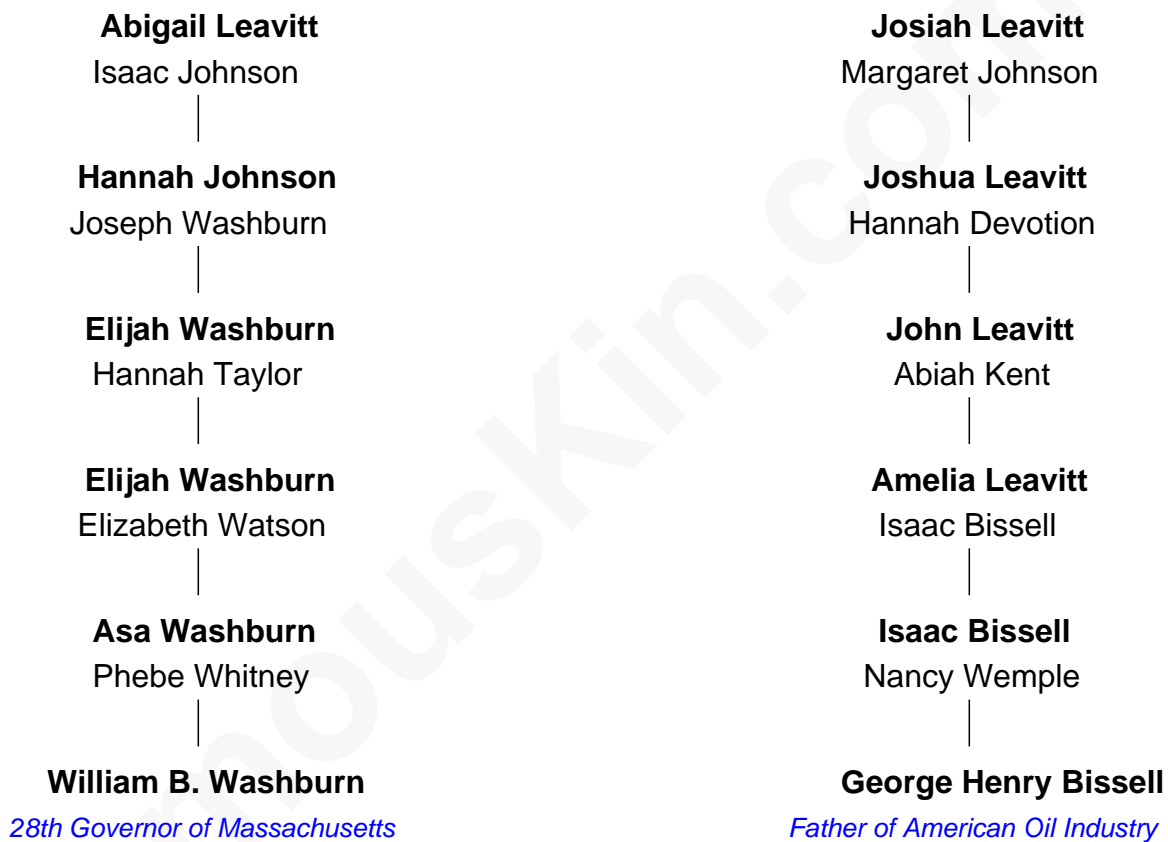 Abigail Leavitt
Isaac Johnson
Hannah Johnson
Joseph Washburn
Elijah Washburn
Hannah Taylor
Elijah Washburn
Elizabeth Watson
Asa Washburn
Phebe Whitney
William B. Washburn
28th Governor of Massachusetts
Josiah Leavitt
Margaret Johnson
Joshua Leavitt
Hannah Devotion
John Leavitt
Abiah Kent
Amelia Leavitt
Isaac Bissell
Isaac Bissell
Nancy Wemple
George Henry Bissell
Father of American Oil Industry
mouskin.com